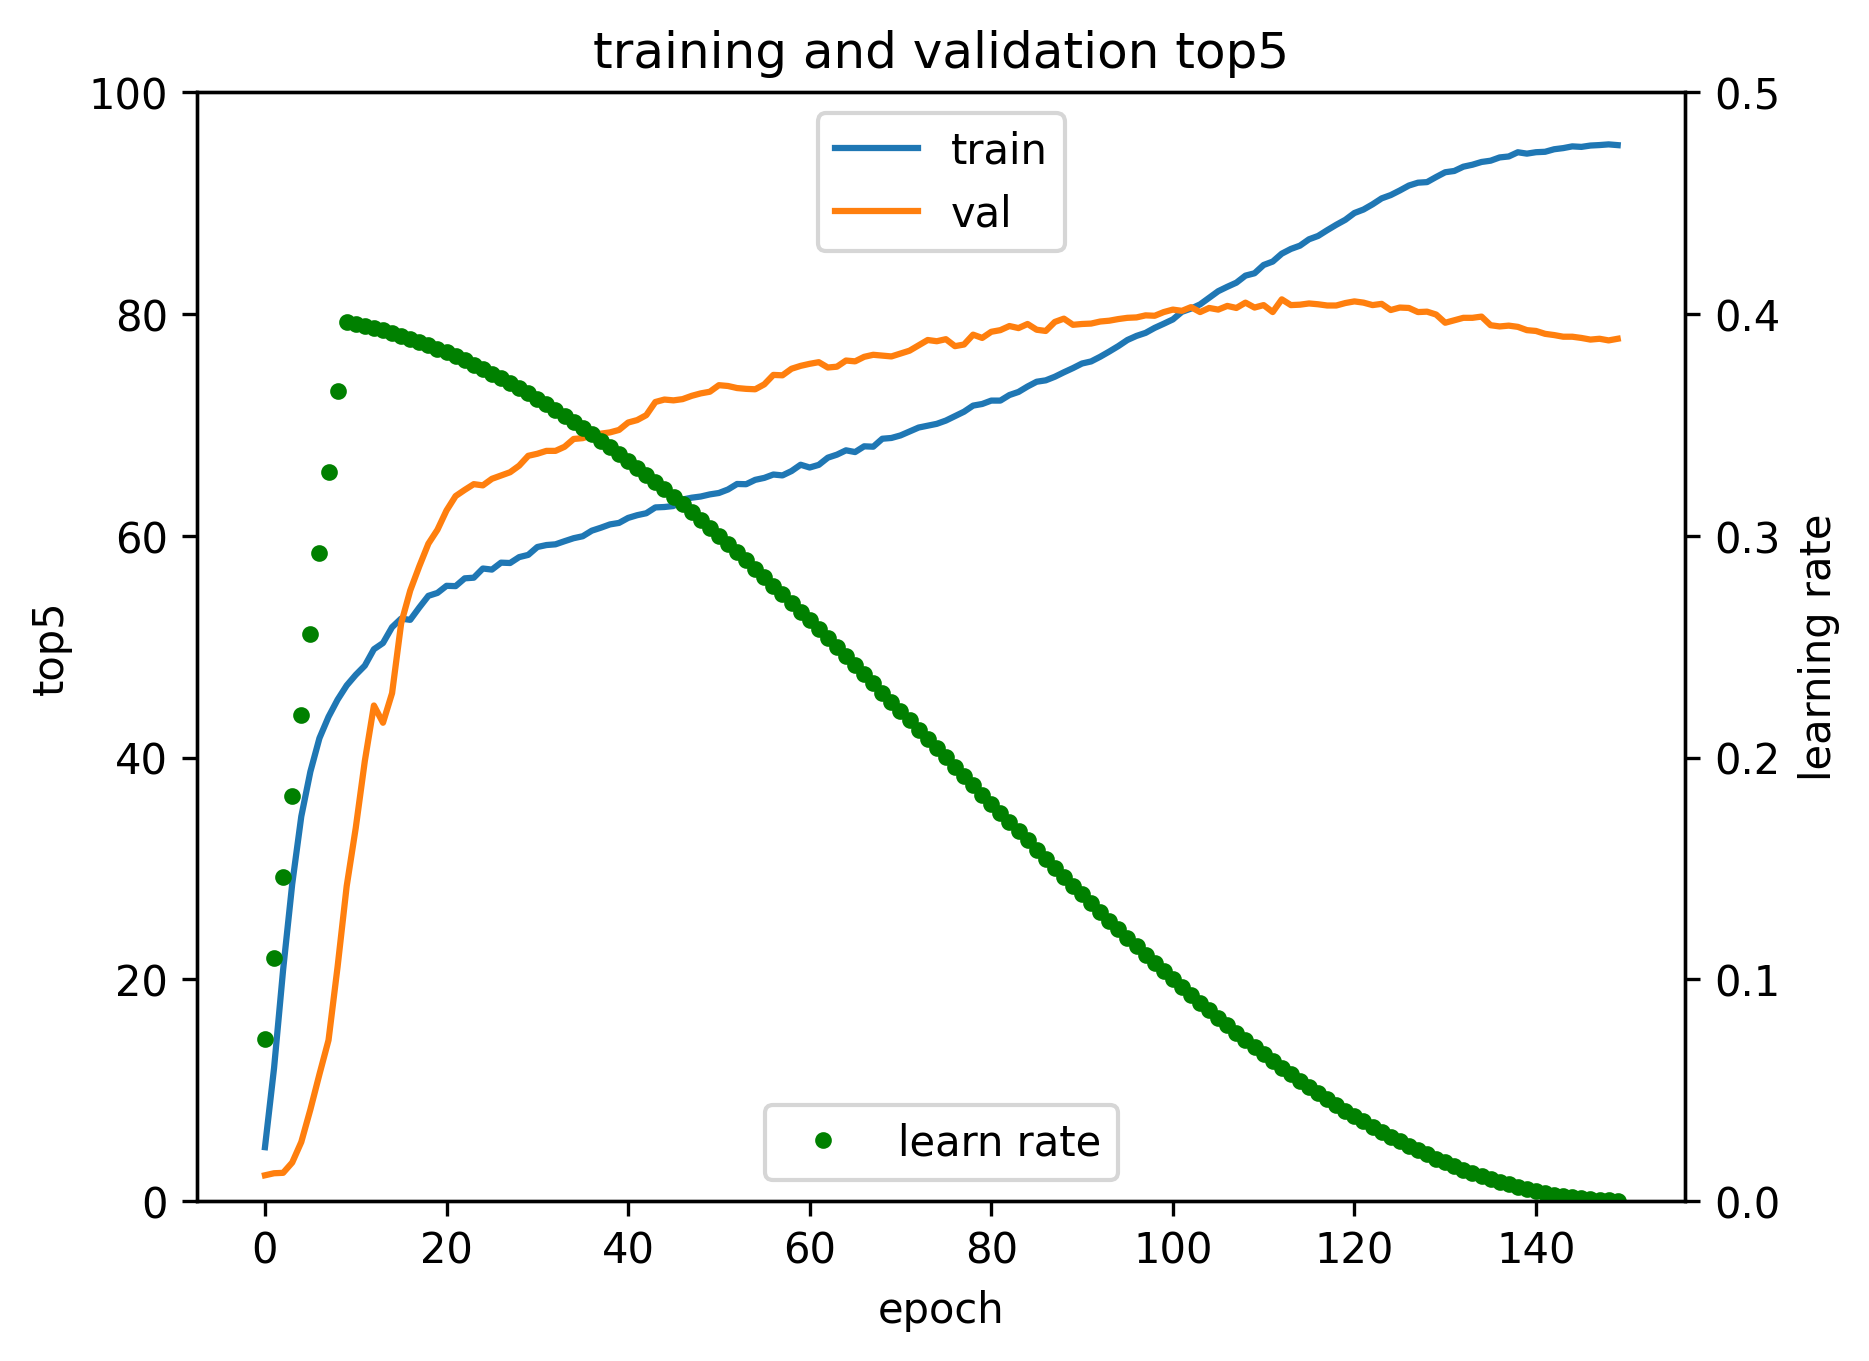 training and validation top5
100
80
60
40
20
0
top5
train
val
learn rate
0.5
0.4
0.3
0.2
0.1
0.0
learning rate
0 20 40 60 80 100 120 140
epoch